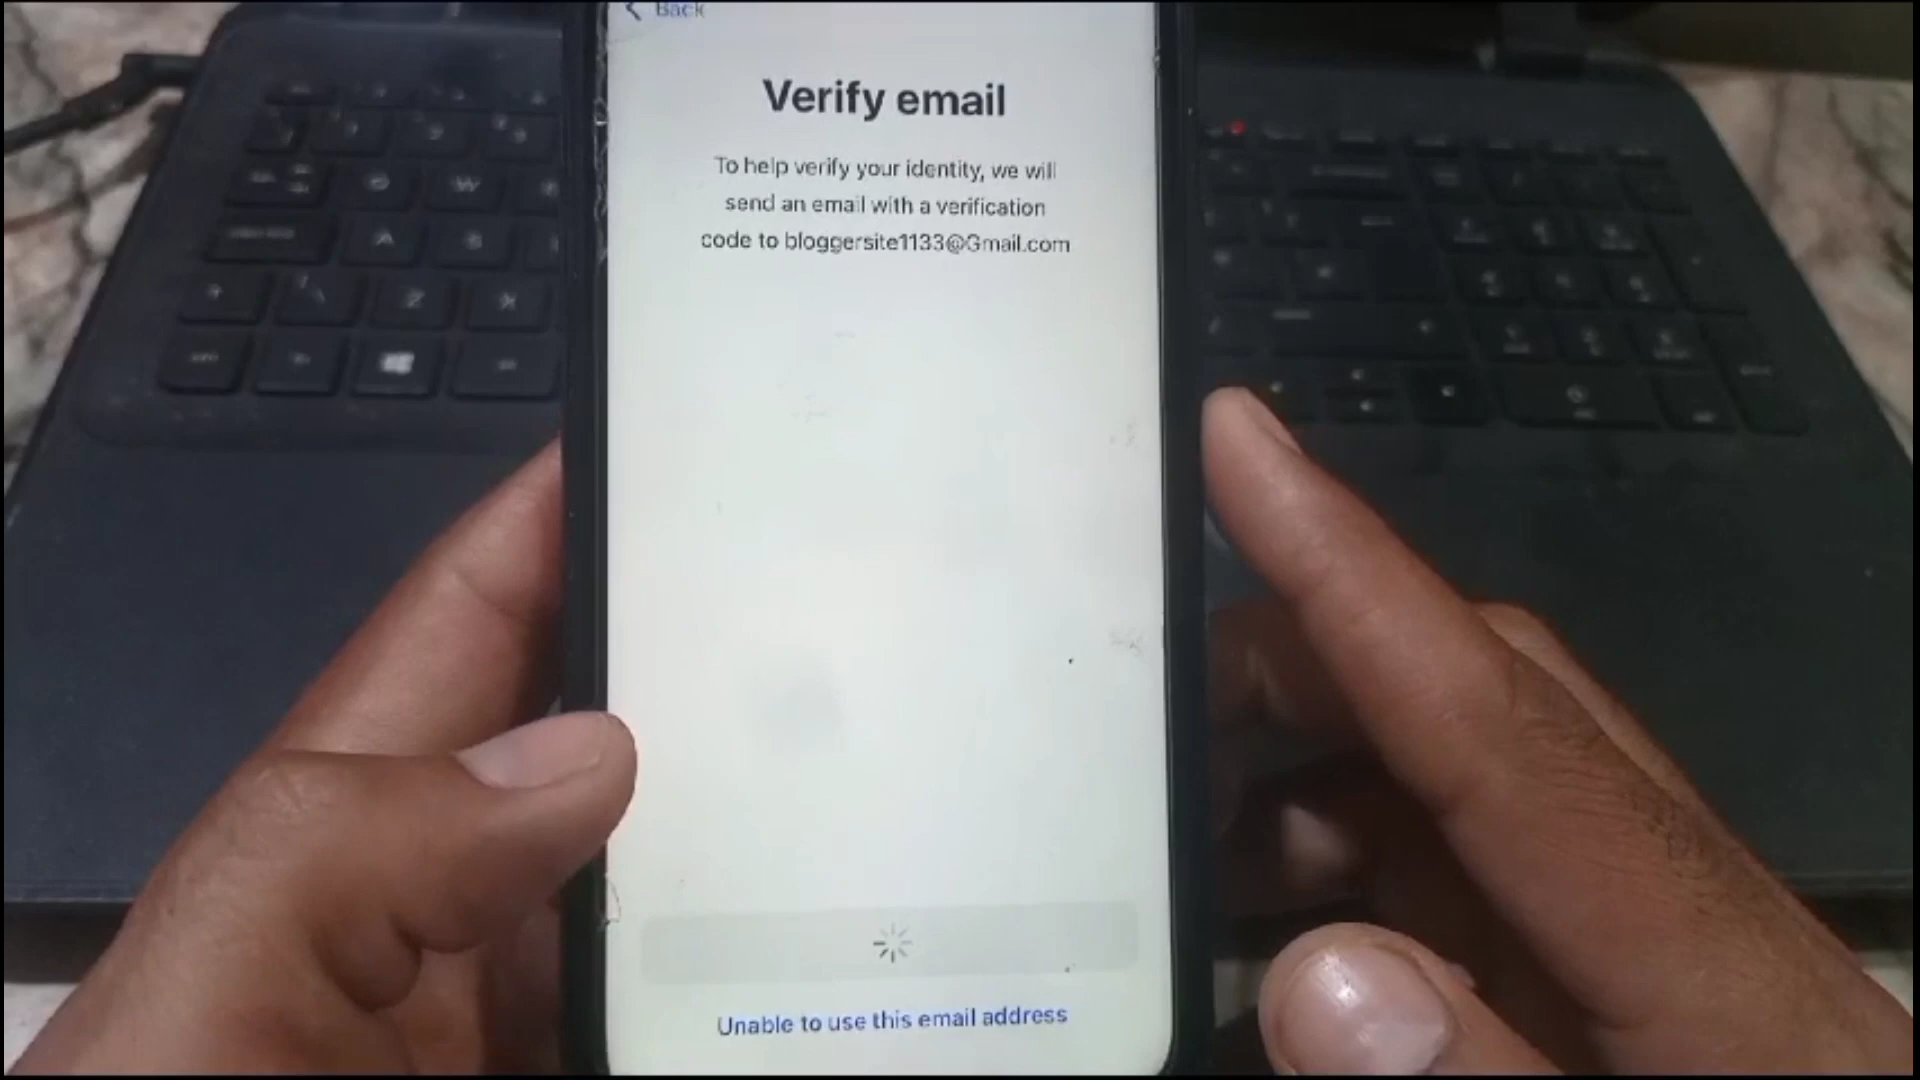 Back
Verify email
To help verify your identity, we will
send an email with a verification
code to bloggersite1133@Gmail.com
Unable to use this email address
W
A
S
Z
X